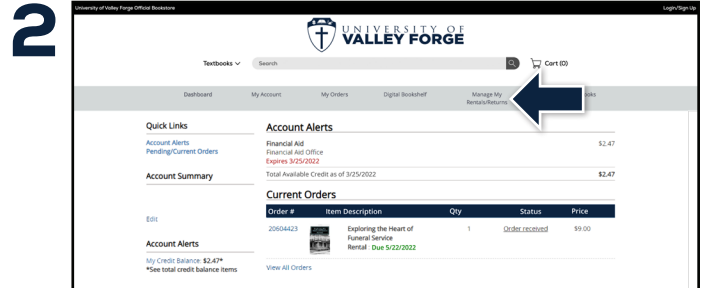 2
University of Valley Forge Official Bookstore
Login/Sign Up
UNIVERSITY OF
VALLEY FORGE
Textbooks
Search
Cart (0)
Dashboard
My Account
My Orders
Digital Bookshelf
Manage My
Rentals/Returns
Quick Links
Account Alerts
Pending/Current Orders
Account Summary
Edit
Account Alerts
My Credit Balance: $2.47*
*See total credit balance items
Account Alerts
Financial Aid $2.47
Financial Aid Office
Expires 3/25/2022
Total Available Credit as of 3/25/2022 $2.47
Current Orders
Order # Item Description Qty Status Price
20604423 Exploring the Heart of 1 Order received $9.00
Funeral Service
Rental : Due 5/22/2022
View All Orders